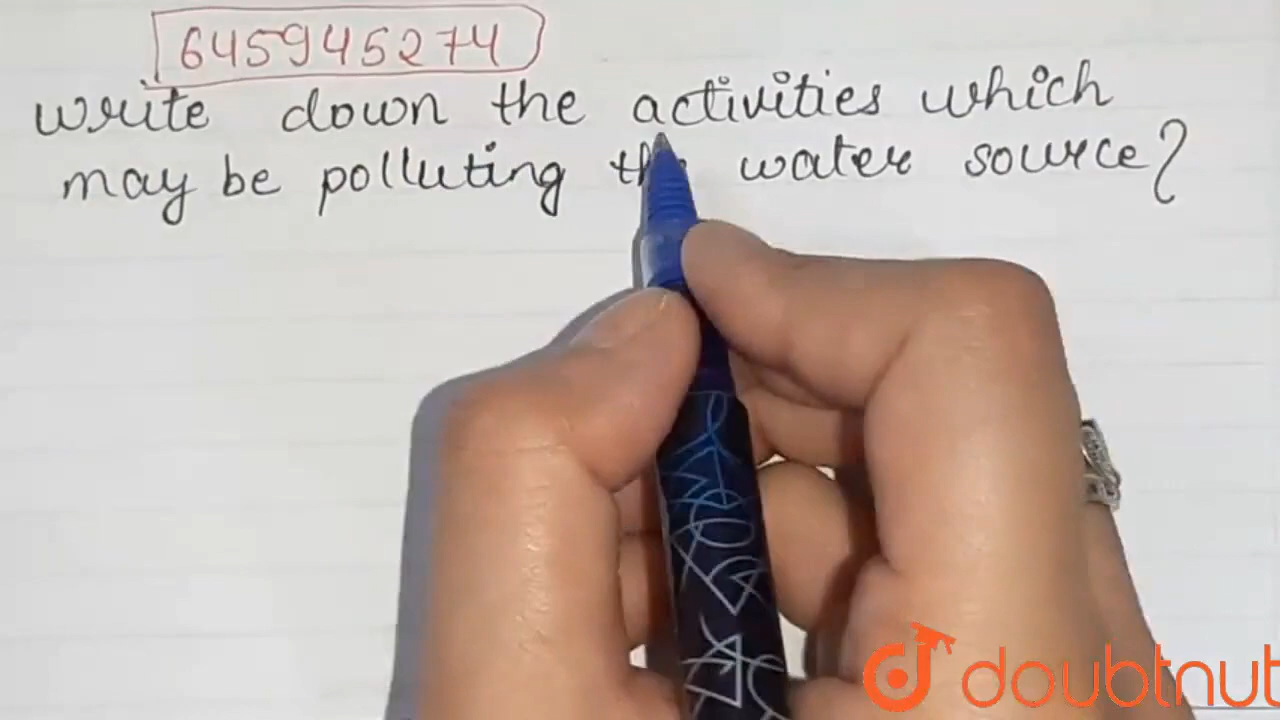 645945274
write down the activities which
may be polluting the water source?
doubtnut